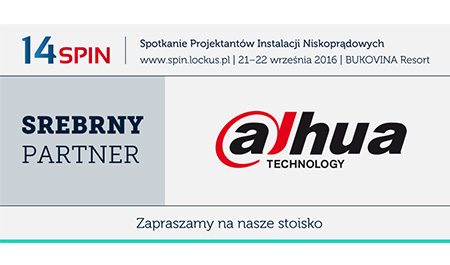 14SPIN
Spotkanie Projektantów Instalacji Niskoprądowych
www.spin.lockus.pl | 21–22 września 2016 | BUKOVINA Resort
SREBRNY
PARTNER
alhua
TECHNOLOGY
Zapraszamy na nasze stoisko